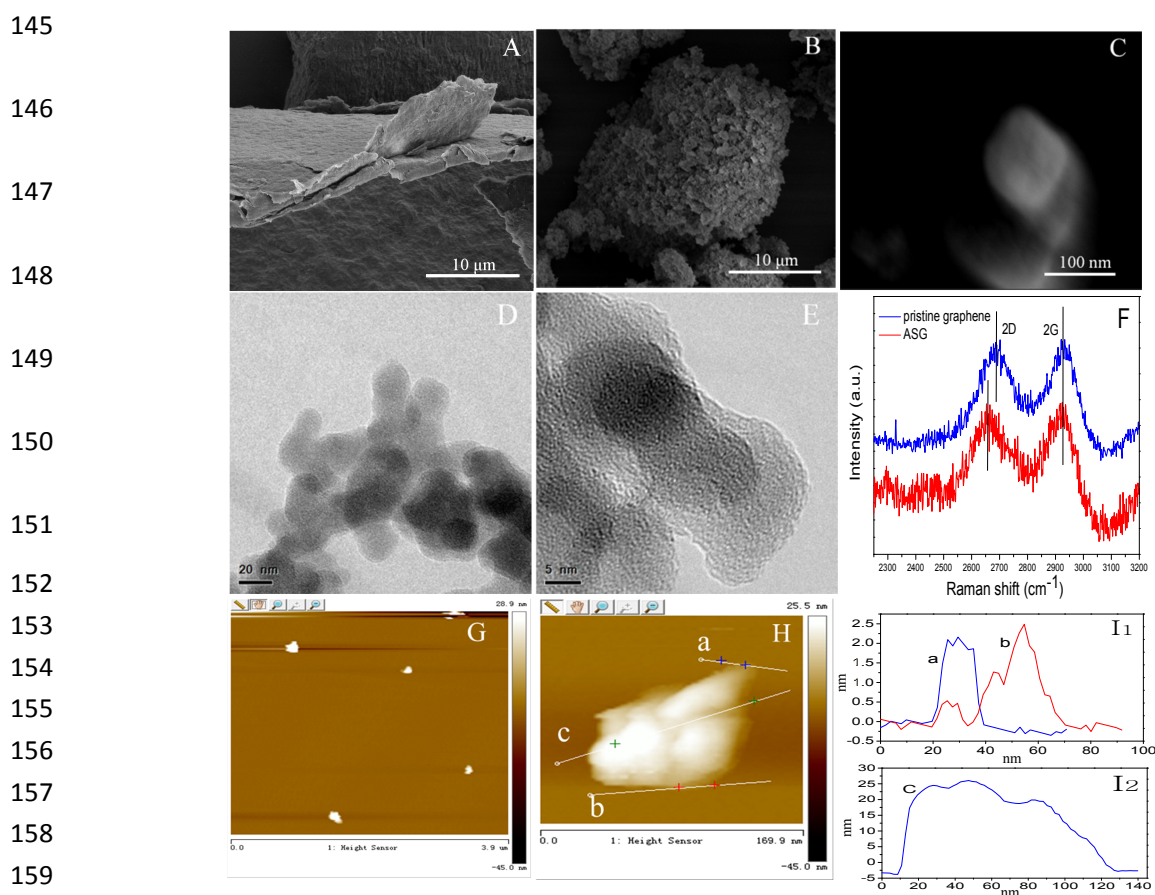 145
A
B
C
146
147
10 µm
10 µm
100 nm
148
D
E
F
pristine graphene
ASG
2D
2G
149
Intensity (a.u.)
150
151
20 nm
5 nm
152
2300 2400 2500 2600 2700 2800 2900 3000 3100 3200
Raman shift (cm-1)
153
28.9 nm
25.5 nm
G
H
I1
154
a
b
c
a
b
nm
2.5
2.0
1.5
1.0
0.5
0.0
-0.5
155
0 20 40 60 80 100
nm
156
I2
C
nm
30
25
20
15
10
5
0
-5
157
158
-45.0 nm
-45.0 nm
0.0 1: Height Sensor 3.9 um
0.0 1: Height Sensor 169.9 nm
0 20 40 60 80 100 120 140
nm
159